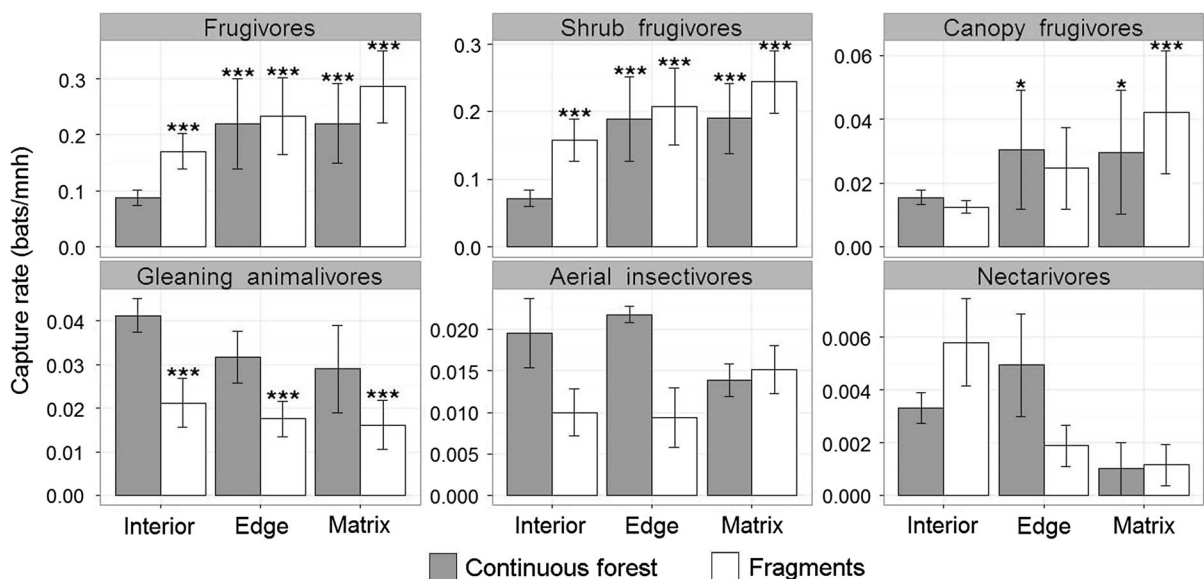 Frugivores
Shrub frugivores
Canopy frugivores
Capture rate (bats/mnh)
0.3
0.2
0.1
0.0
*** *** *** *** ***
0.3
0.2
0.1
0.0
*** *** *** *** ***
0.06
0.04
0.02
0.00
* * ***
Gleaning animalivores
Aerial insectivores
Nectarivores
0.04
0.03
0.02
0.01
0.00
*** *** ***
0.020
0.015
0.010
0.005
0.000
0.006
0.004
0.002
0.000
Interior Edge Matrix
Interior Edge Matrix
Interior Edge Matrix
Continuous forest Fragments